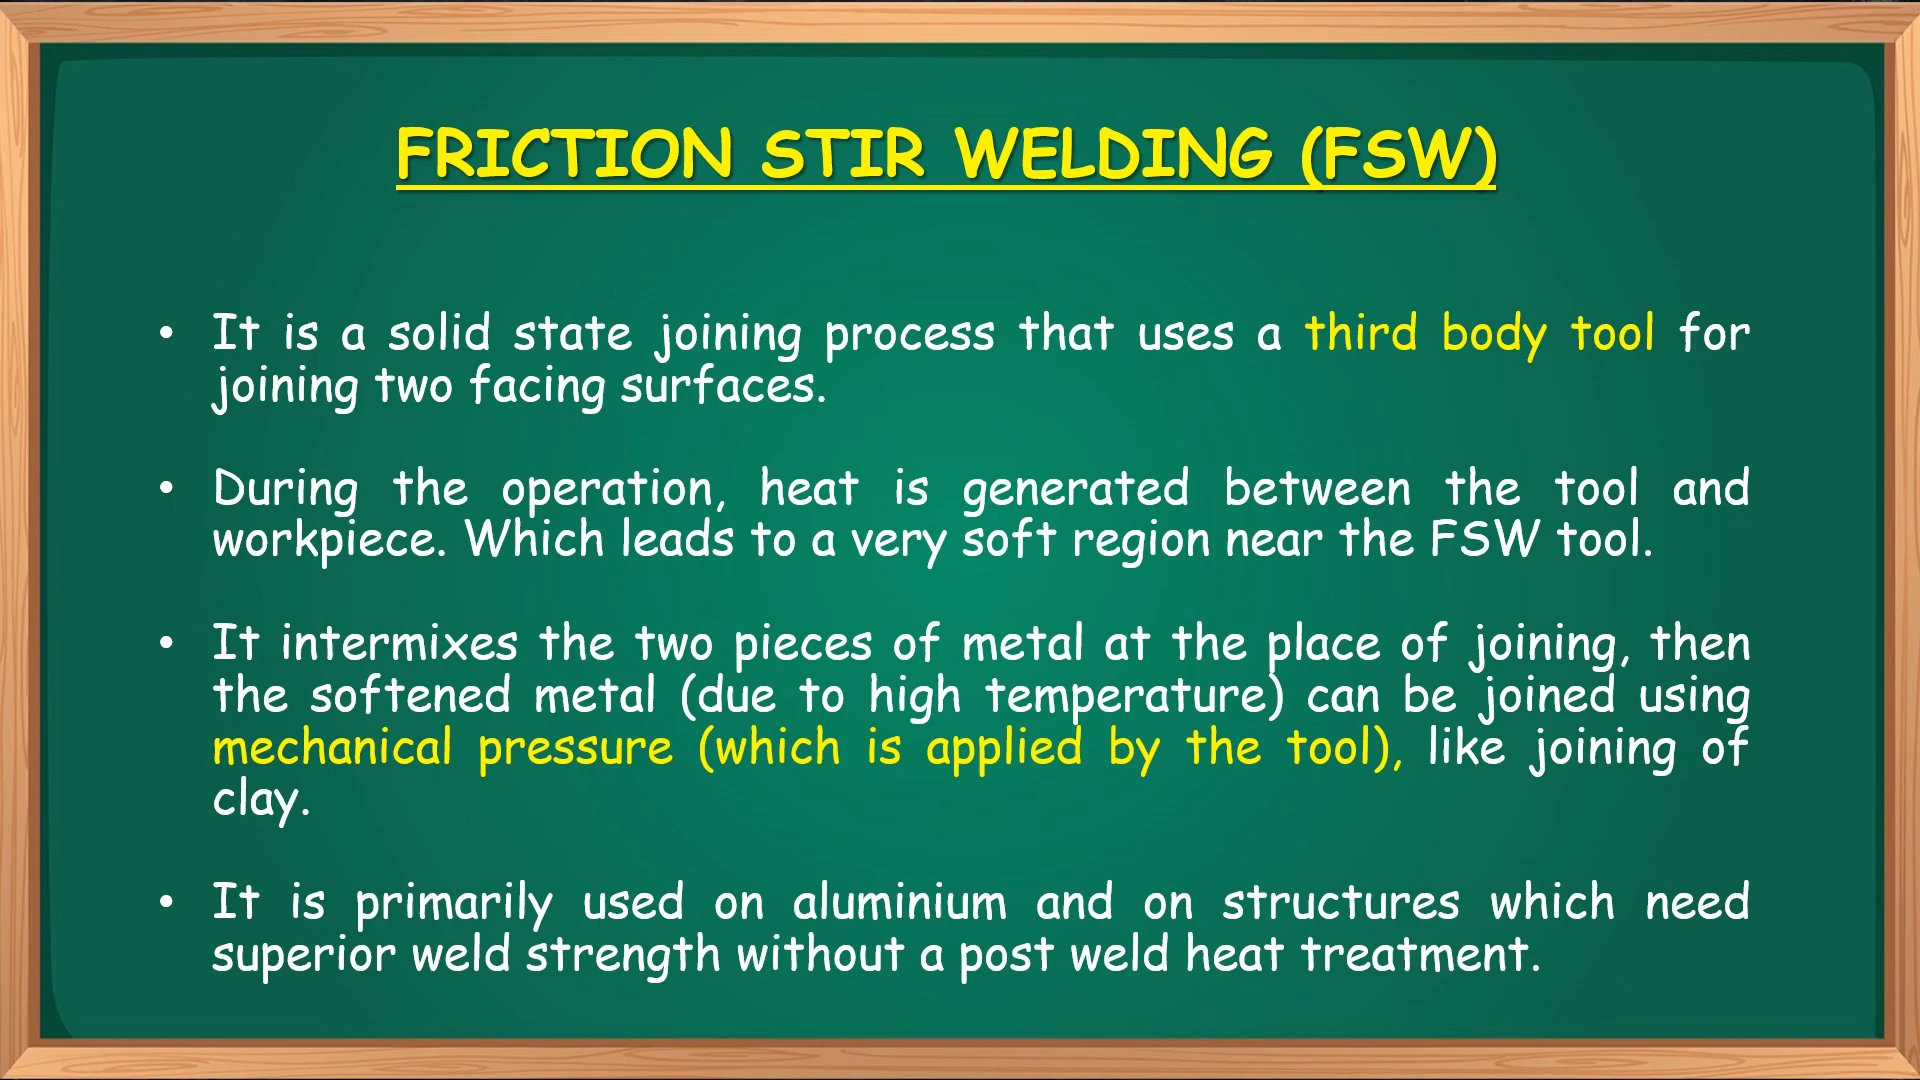 FRICTION STIR WELDING (FSW)
• It is a solid state joining process that uses a third body tool for
joining two facing surfaces.
• During the operation, heat is generated between the tool and
workpiece. Which leads to a very soft region near the FSW tool.
• It intermixes the two pieces of metal at the place of joining, then
the softened metal (due to high temperature) can be joined using
mechanical pressure (which is applied by the tool), like joining of
clay.
• It is primarily used on aluminium and on structures which need
superior weld strength without a post weld heat treatment.